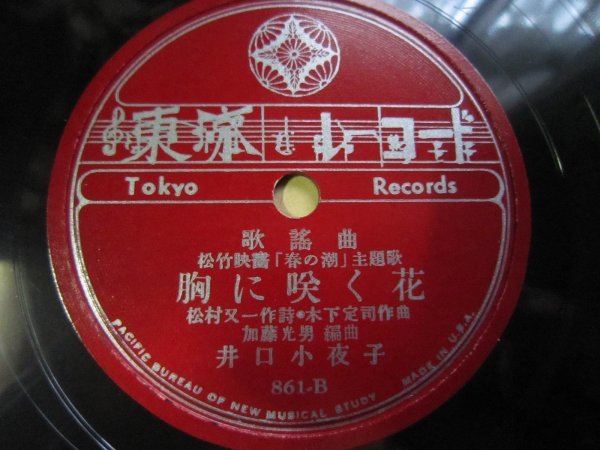 東京レコード
Tokyo Records
歌謡曲
松竹映畫「春の潮」主題歌
胸に咲く花
松村又一作詩・木下定司作曲
加藤光男 編曲
井口小夜子
861-B
PACIFIC BUREAU OF NEW MUSICAL STUDY
MADE IN U.S.A.